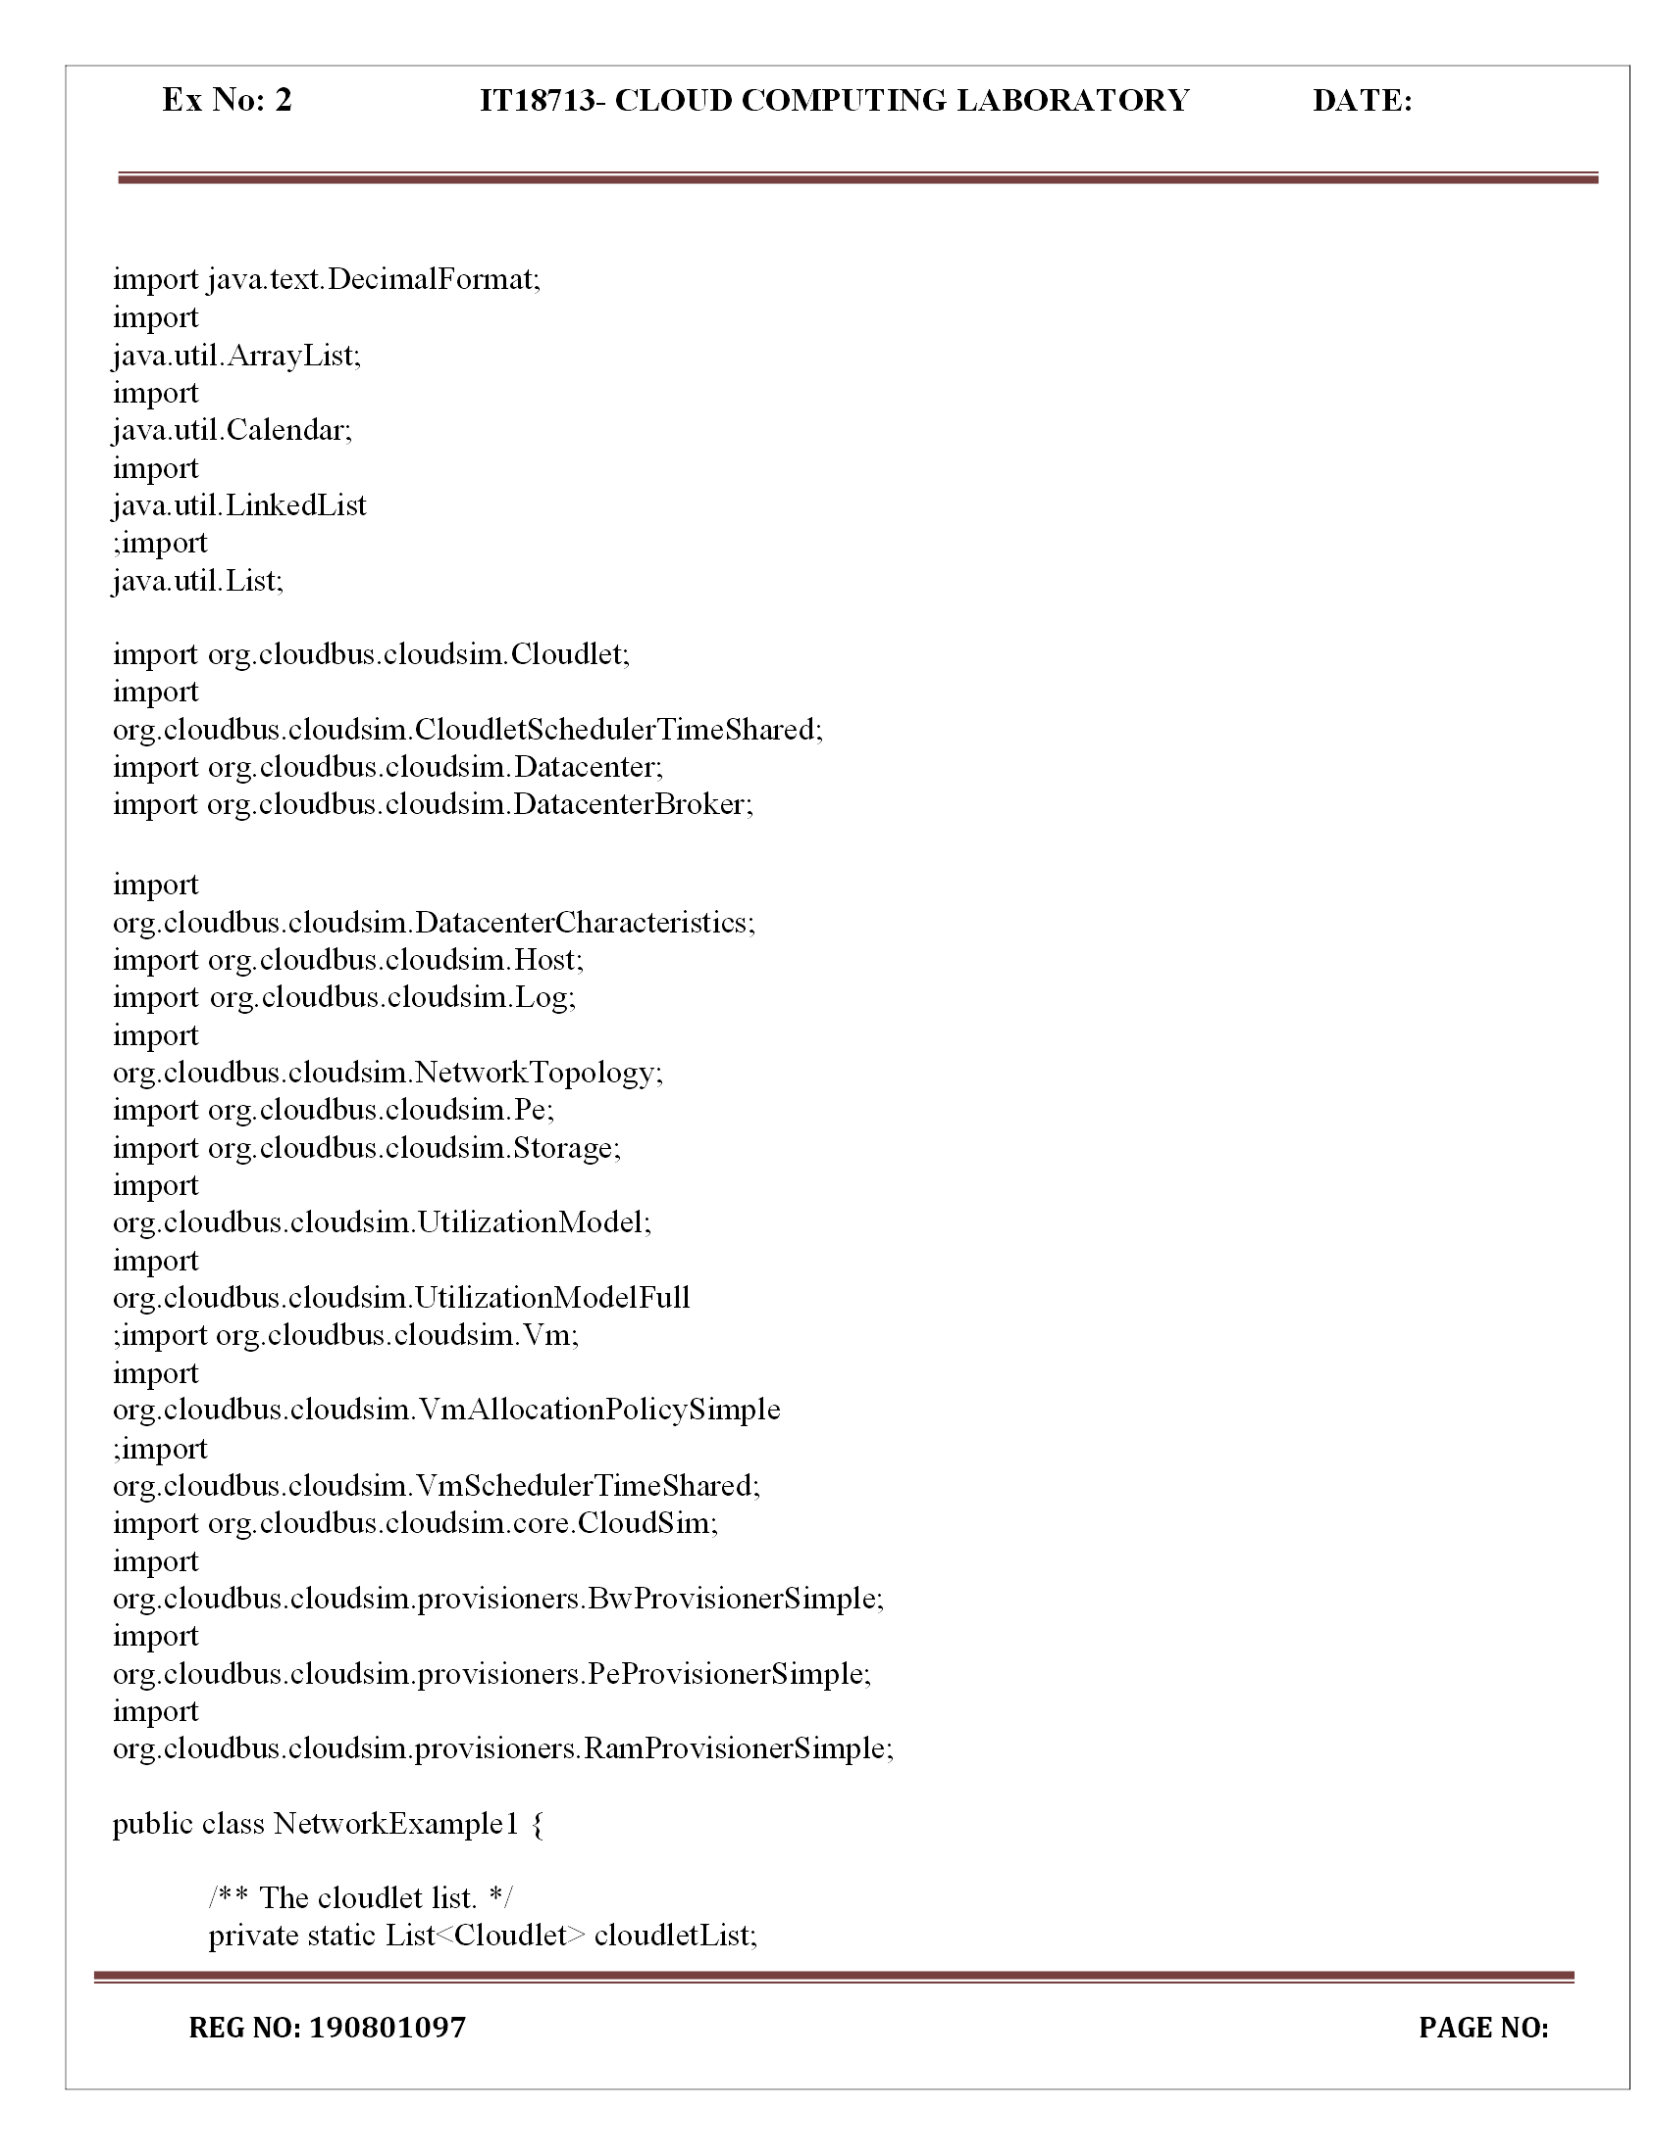 Ex No: 2 IT18713- CLOUD COMPUTING LABORATORY DATE:
import java.text.DecimalFormat;
import
java.util.ArrayList;
import
java.util.Calendar;
import
java.util.LinkedList
;import
java.util.List;
import org.cloudbus.cloudsim.Cloudlet;
import
org.cloudbus.cloudsim.CloudletSchedulerTimeShared;
import org.cloudbus.cloudsim.Datacenter;
import org.cloudbus.cloudsim.DatacenterBroker;
import
org.cloudbus.cloudsim.DatacenterCharacteristics;
import org.cloudbus.cloudsim.Host;
import org.cloudbus.cloudsim.Log;
import
org.cloudbus.cloudsim.NetworkTopology;
import org.cloudbus.cloudsim.Pe;
import org.cloudbus.cloudsim.Storage;
import
org.cloudbus.cloudsim.UtilizationModel;
import
org.cloudbus.cloudsim.UtilizationModelFull
;import org.cloudbus.cloudsim.Vm;
import
org.cloudbus.cloudsim.VmAllocationPolicySimple
;import
org.cloudbus.cloudsim.VmSchedulerTimeShared;
import org.cloudbus.cloudsim.core.CloudSim;
import
org.cloudbus.cloudsim.provisioners.BwProvisionerSimple;
import
org.cloudbus.cloudsim.provisioners.PeProvisionerSimple;
import
org.cloudbus.cloudsim.provisioners.RamProvisionerSimple;
public class NetworkExample1 {
/** The cloudlet list. */
private static List<Cloudlet> cloudletList;
REG NO: 190801097 PAGE NO: